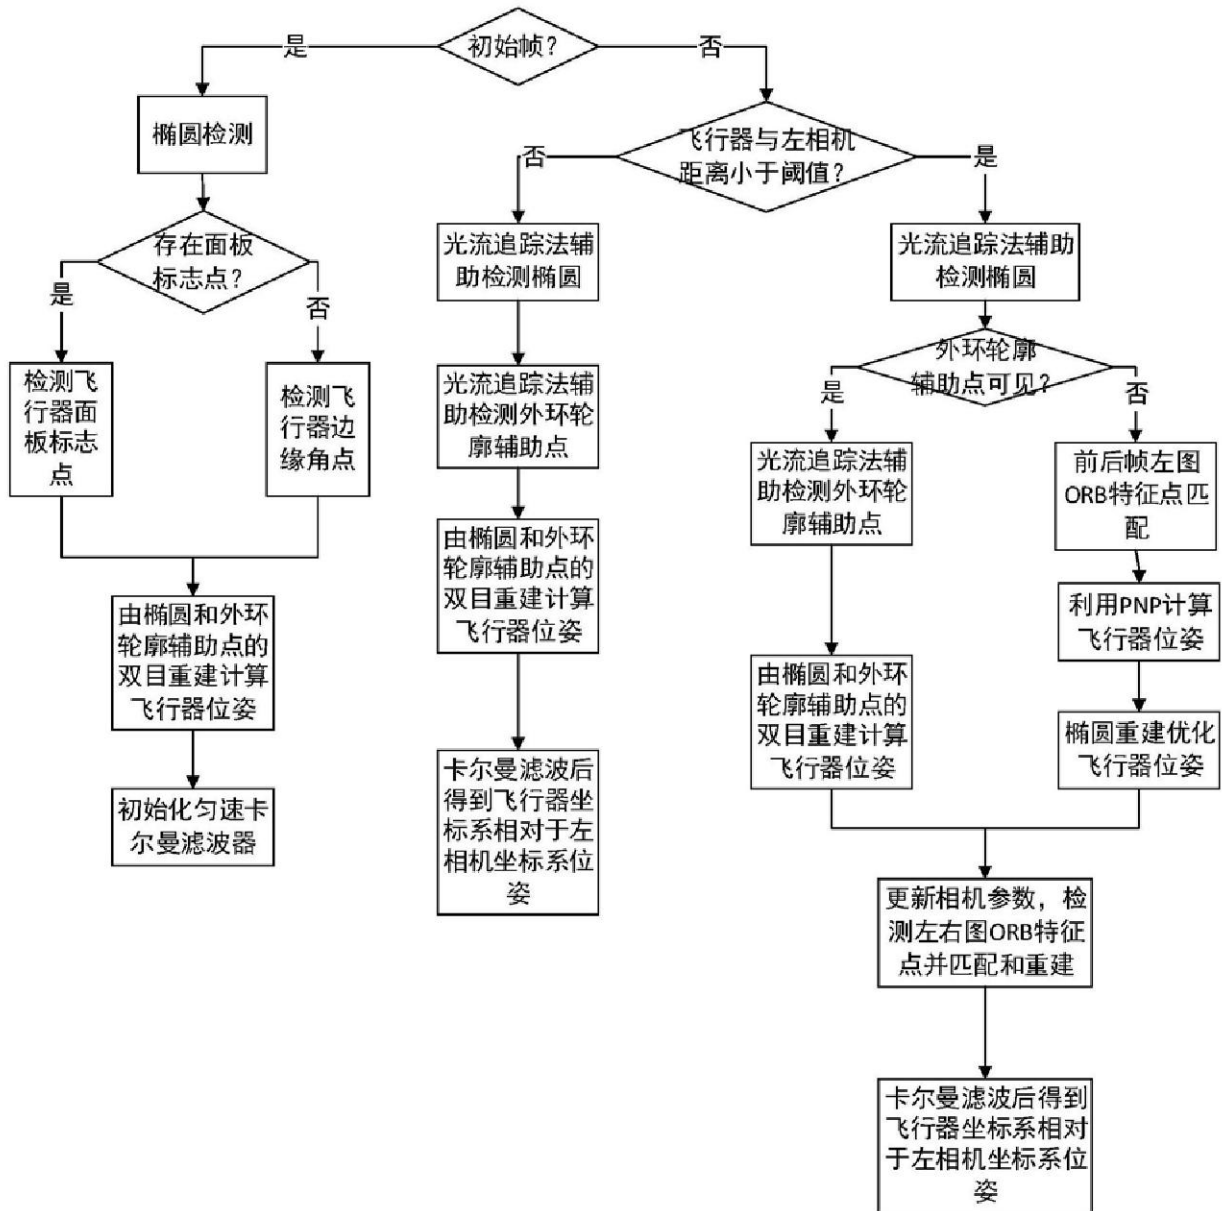 初始帧?
是
否
椭圆检测
飞行器与左相机
距离小于阈值?
否
是
存在面板
标志点?
是
否
光流追踪法辅
助检测椭圆
光流追踪法辅助
检测椭圆
检测飞
行器面
板标志
点
检测飞
行器边
缘角点
光流追踪法辅
助检测外环轮
廓辅助点
外环轮廓
辅助点可见?
是
否
光流追踪法辅
助检测外环轮
廓辅助点
前后帧左图
ORB特征点匹
配
由椭圆和外环
轮廓辅助点的
双目重建计算
飞行器位姿
由椭圆和外环
轮廓辅助点的
双目重建计算
飞行器位姿
利用PNP计算
飞行器位姿
由椭圆和外环
轮廓辅助点的
双目重建计算
飞行器位姿
椭圆重建优化
飞行器位姿
初始化匀速卡
尔曼滤波器
卡尔曼滤波后
得到飞行器坐
标系相对于左
相机坐标系位
姿
更新相机参数，检
测左右图ORB特征
点并匹配和重建
卡尔曼滤波后得到
飞行器坐标系相对
于左相机坐标系位
姿